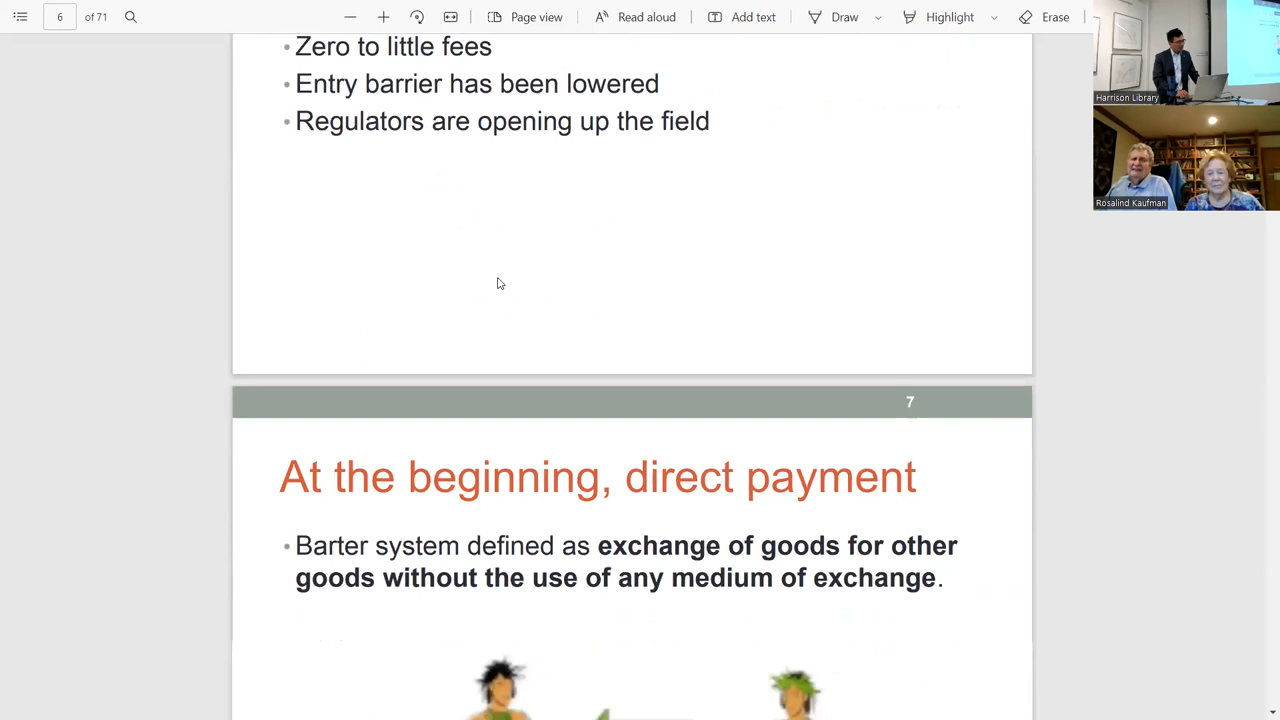 6 of 71 Page view Read aloud Add text Draw Highlight Erase
• Zero to little fees
• Entry barrier has been lowered
• Regulators are opening up the field
Harrison Library
Rosalind Kaufman
7
At the beginning, direct payment
• Barter system defined as exchange of goods for other
goods without the use of any medium of exchange.